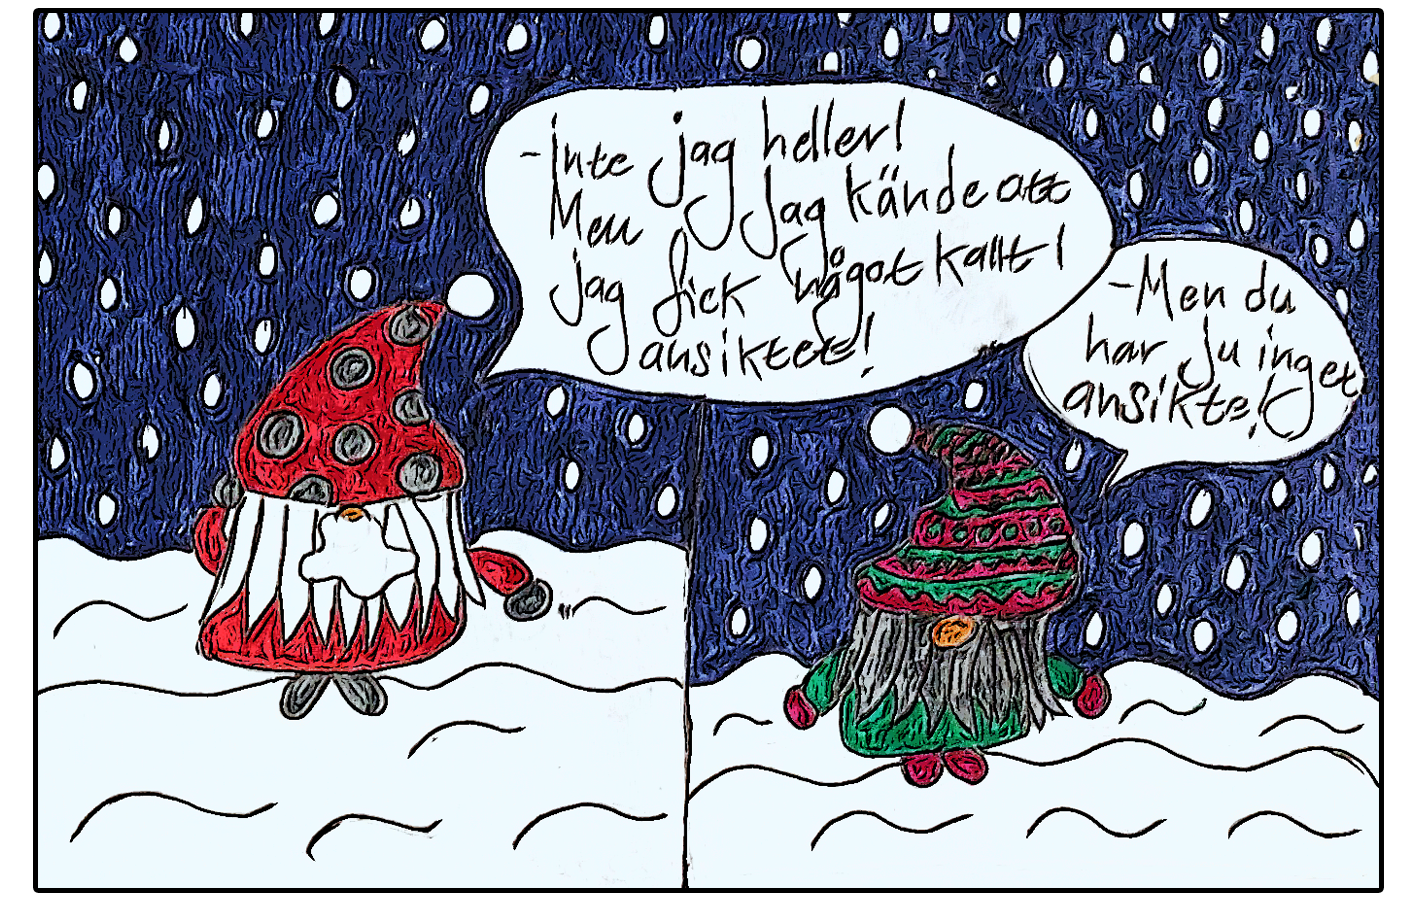 -Inte jag heller!
Men jag kände att
jag fick något kallt i
ansiktet!
-Men du
har ju inget
ansikte!